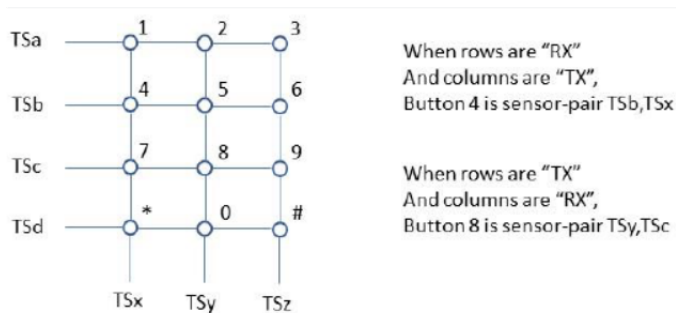 1 2 3
TSa
4 5 6
TSb
7 8 9
TSc
* 0 #
TSd
TSx TSy TSz
When rows are “RX”
And columns are “TX”,
Button 4 is sensor-pair TSb,TSx
When rows are “TX”
And columns are “RX”,
Button 8 is sensor-pair TSy,TSc